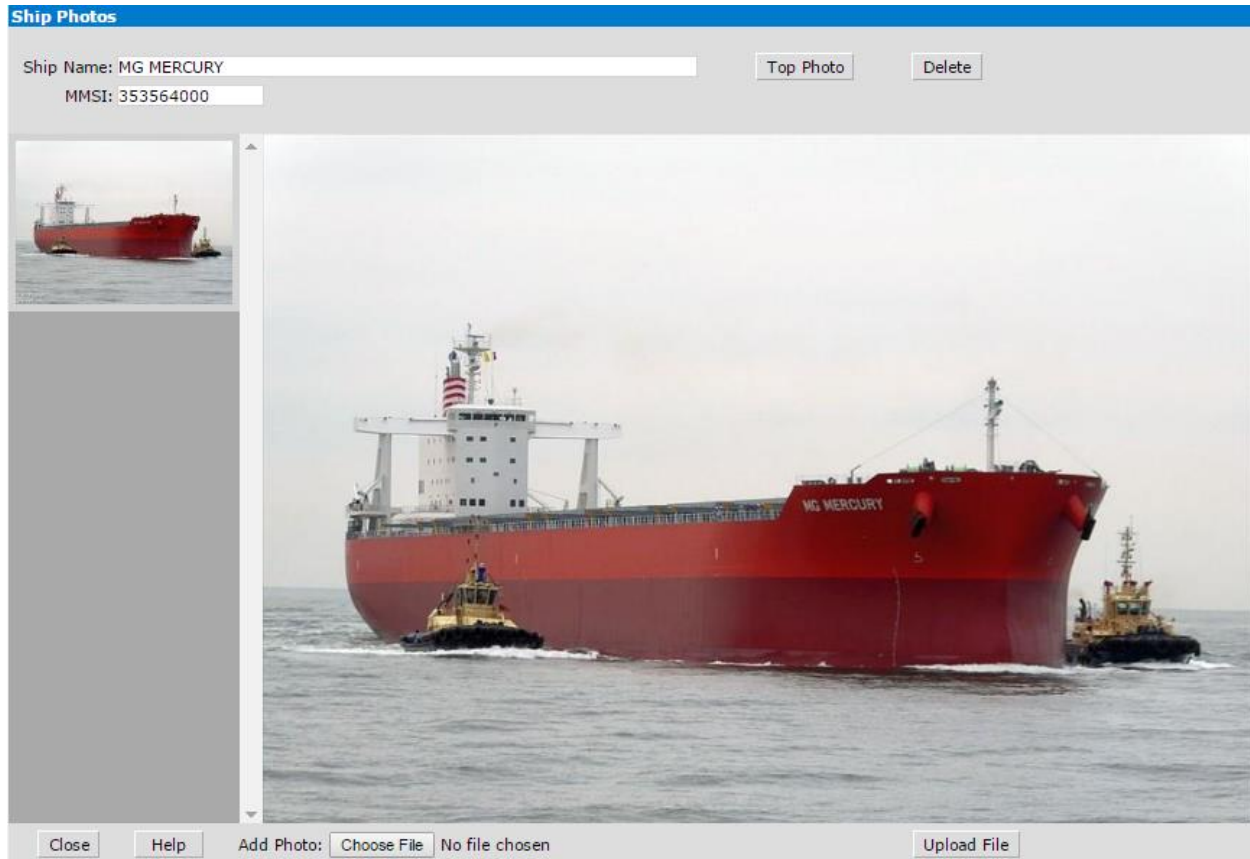 Ship Photos
Ship Name: MG MERCURY
Top Photo
Delete
MMSI: 353564000
MG MERCURY
Close
Help
Add Photo: Choose File No file chosen
Upload File